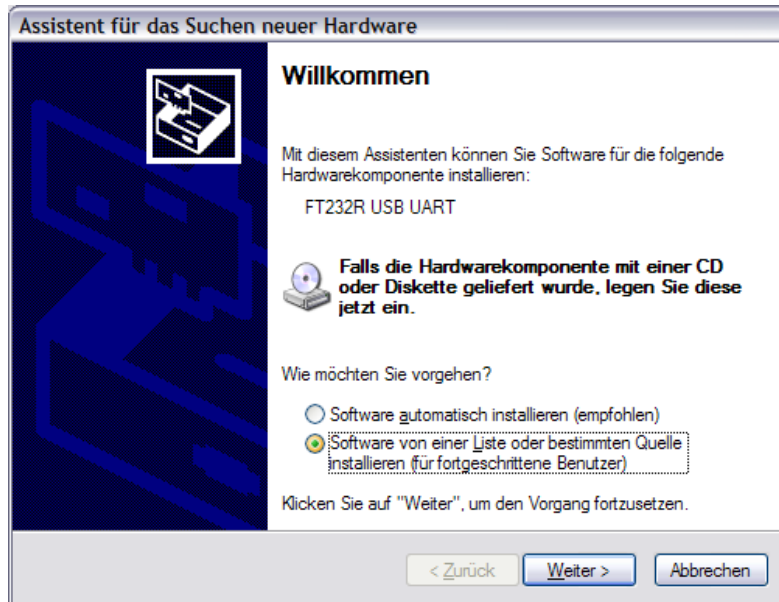 Assistent für das Suchen neuer Hardware
Willkommen
Mit diesem Assistenten können Sie Software für die folgende
Hardwarekomponente installieren:
FT232R USB UART
Falls die Hardwarekomponente mit einer CD
oder Diskette geliefert wurde, legen Sie diese
jetzt ein.
Wie möchten Sie vorgehen?
Software automatisch installieren (empfohlen)
Software von einer Liste oder bestimmten Quelle
installieren (für fortgeschrittene Benutzer)
Klicken Sie auf "Weiter", um den Vorgang fortzusetzen.
< Zurück Weiter > Abbrechen